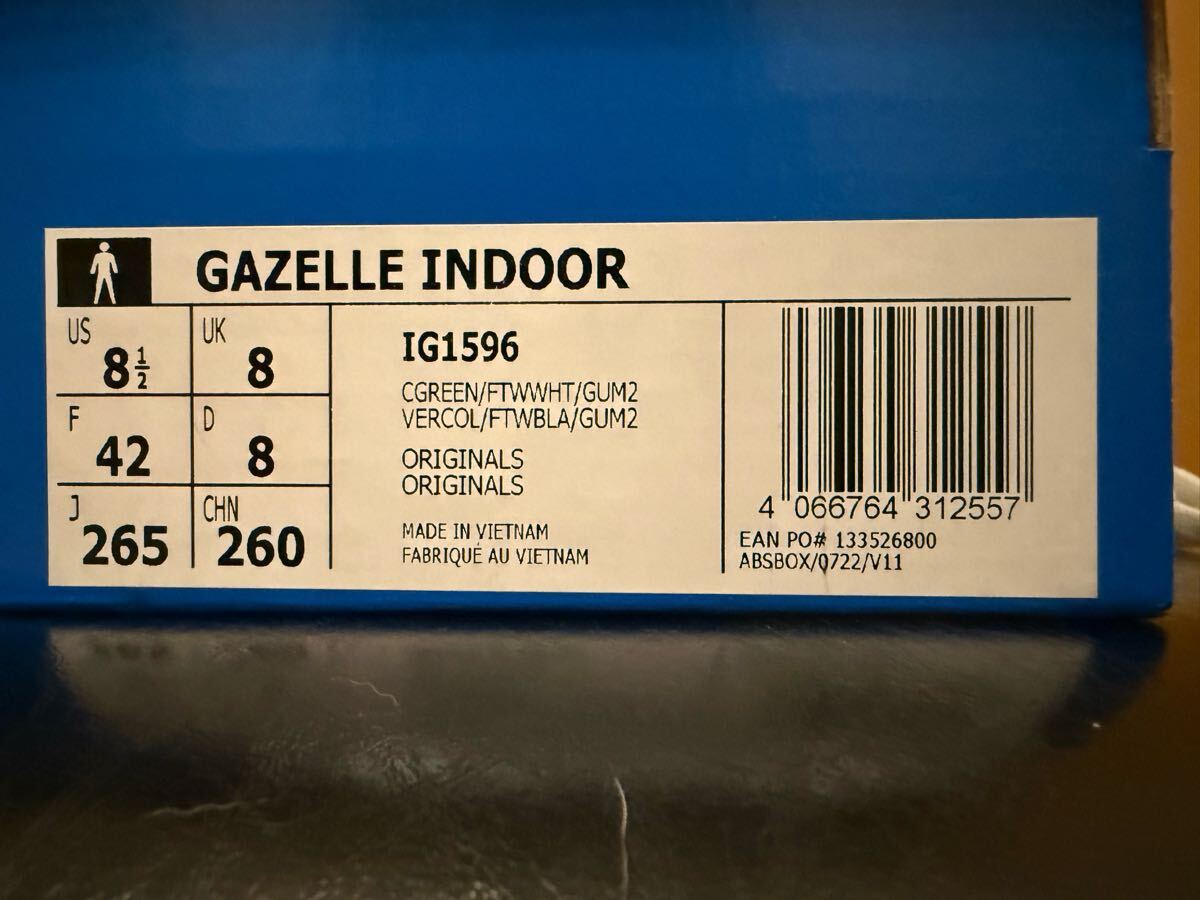 GAZELLE INDOOR
US 8½
UK 8
F 42
D 8
J 265
CHN 260
IG1596
CGREEN/FTWWHT/GUM2
VERCOL/FTWBLA/GUM2
ORIGINALS
ORIGINALS
MADE IN VIETNAM
FABRIQUÉ AU VIETNAM
4 066764 312557
EAN PO# 133526800
ABSBOX/0722/V11